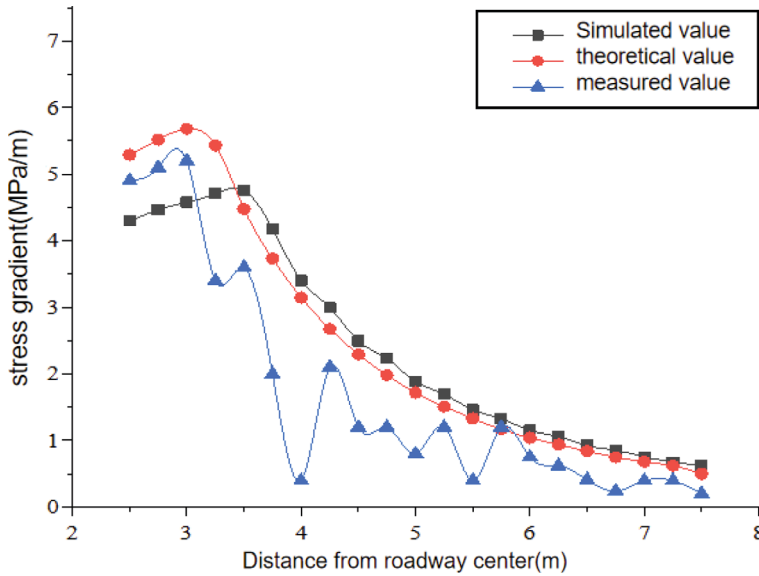 Simulated value
theoretical value
measured value
stress gradient(MPa/m)
7
6
5
4
3
2
1
0
2 3 4 5 6 7 8
Distance from roadway center(m)